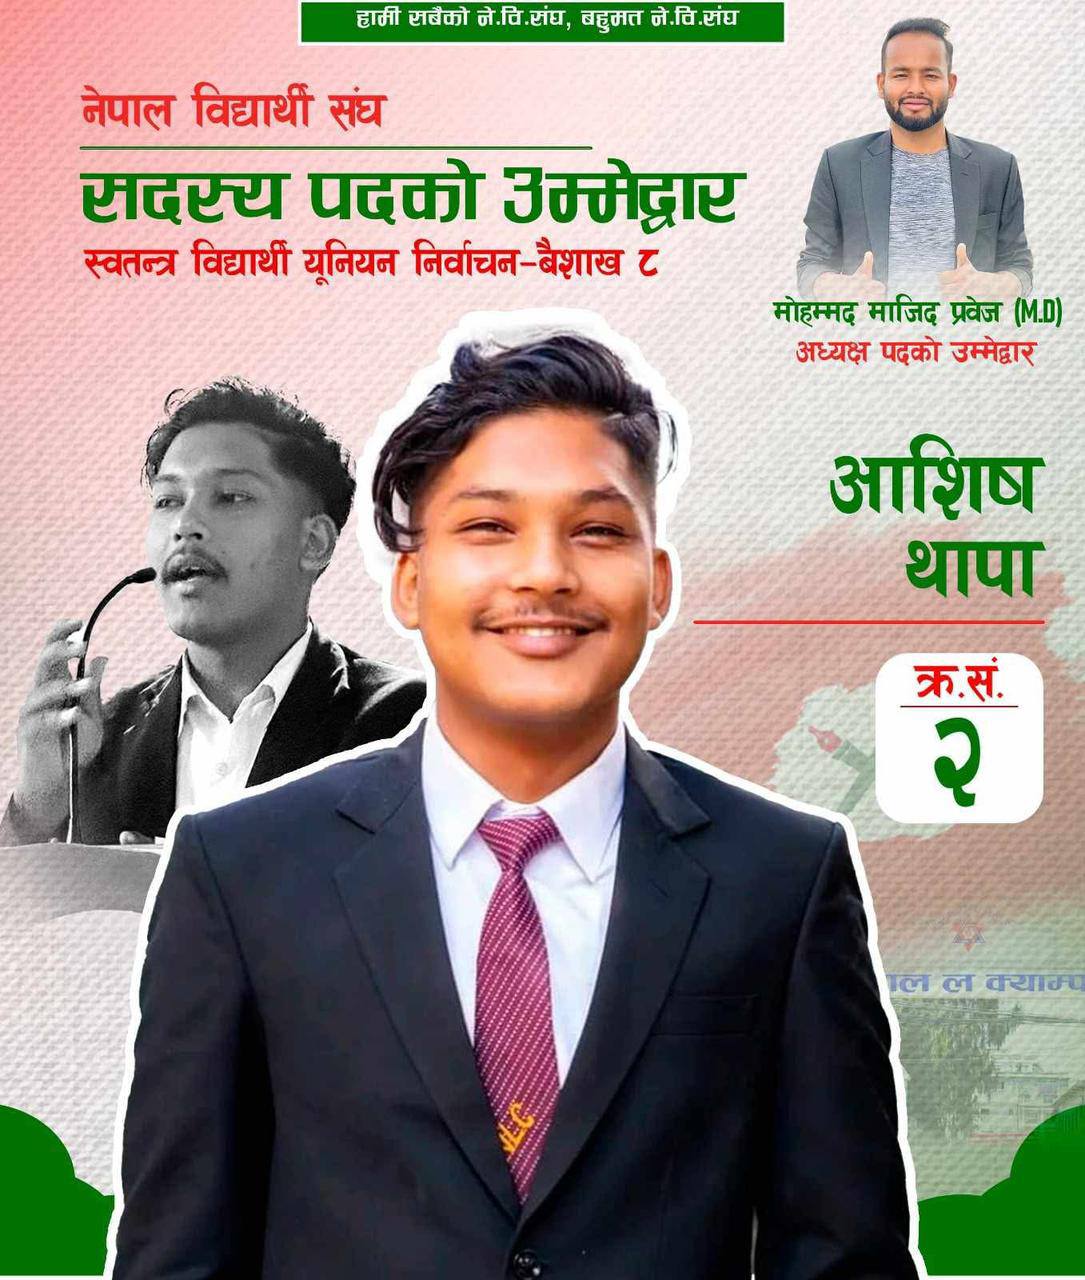 हामी सबैको ने.वि.संघ, बहुमत ने.वि.संघ
नेपाल विद्यार्थी संघ
सदस्य पदको उम्मेद्वार
स्वतन्त्र विद्यार्थी यूनियन निर्वाचन-बैशाख ८
मोहम्मद माजिद प्रवेज (M.D)
अध्यक्ष पदको उम्मेद्वार
आशिष
थापा
क्र.सं.
२
ाल ल क्याम्प
NLC